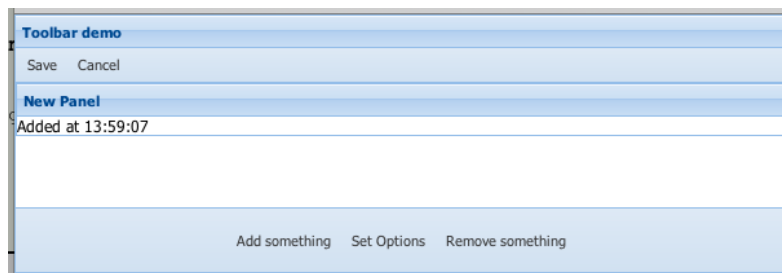 Toolbar demo
Save Cancel
New Panel
Added at 13:59:07
Add something Set Options Remove something